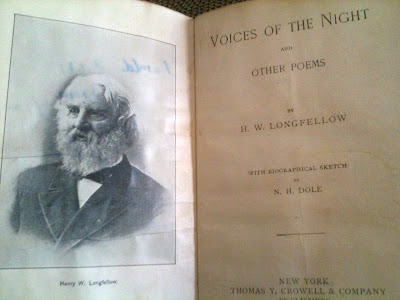 Henry W. Longfellow.
VOICES OF THE NIGHT
AND
OTHER POEMS
BY
H. W. LONGFELLOW
WITH BIOGRAPHICAL SKETCH
BY
N. H. DOLE
NEW YORK
THOMAS Y. CROWELL & COMPANY